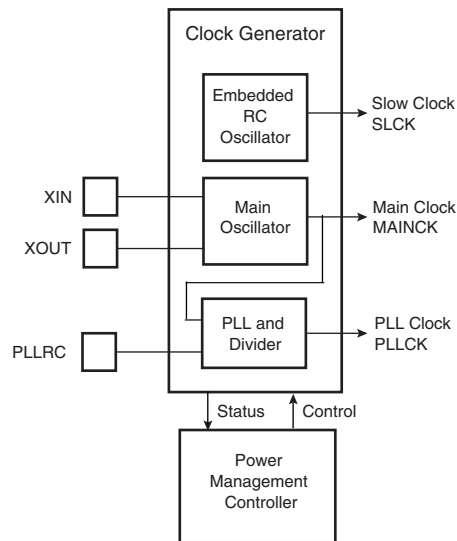 Clock Generator
Embedded
RC
Oscillator
Slow Clock
SLCK
XIN
Main
Oscillator
Main Clock
MAINCK
XOUT
PLL and
Divider
PLL Clock
PLLCK
PLLRC
Status
Control
Power
Management
Controller